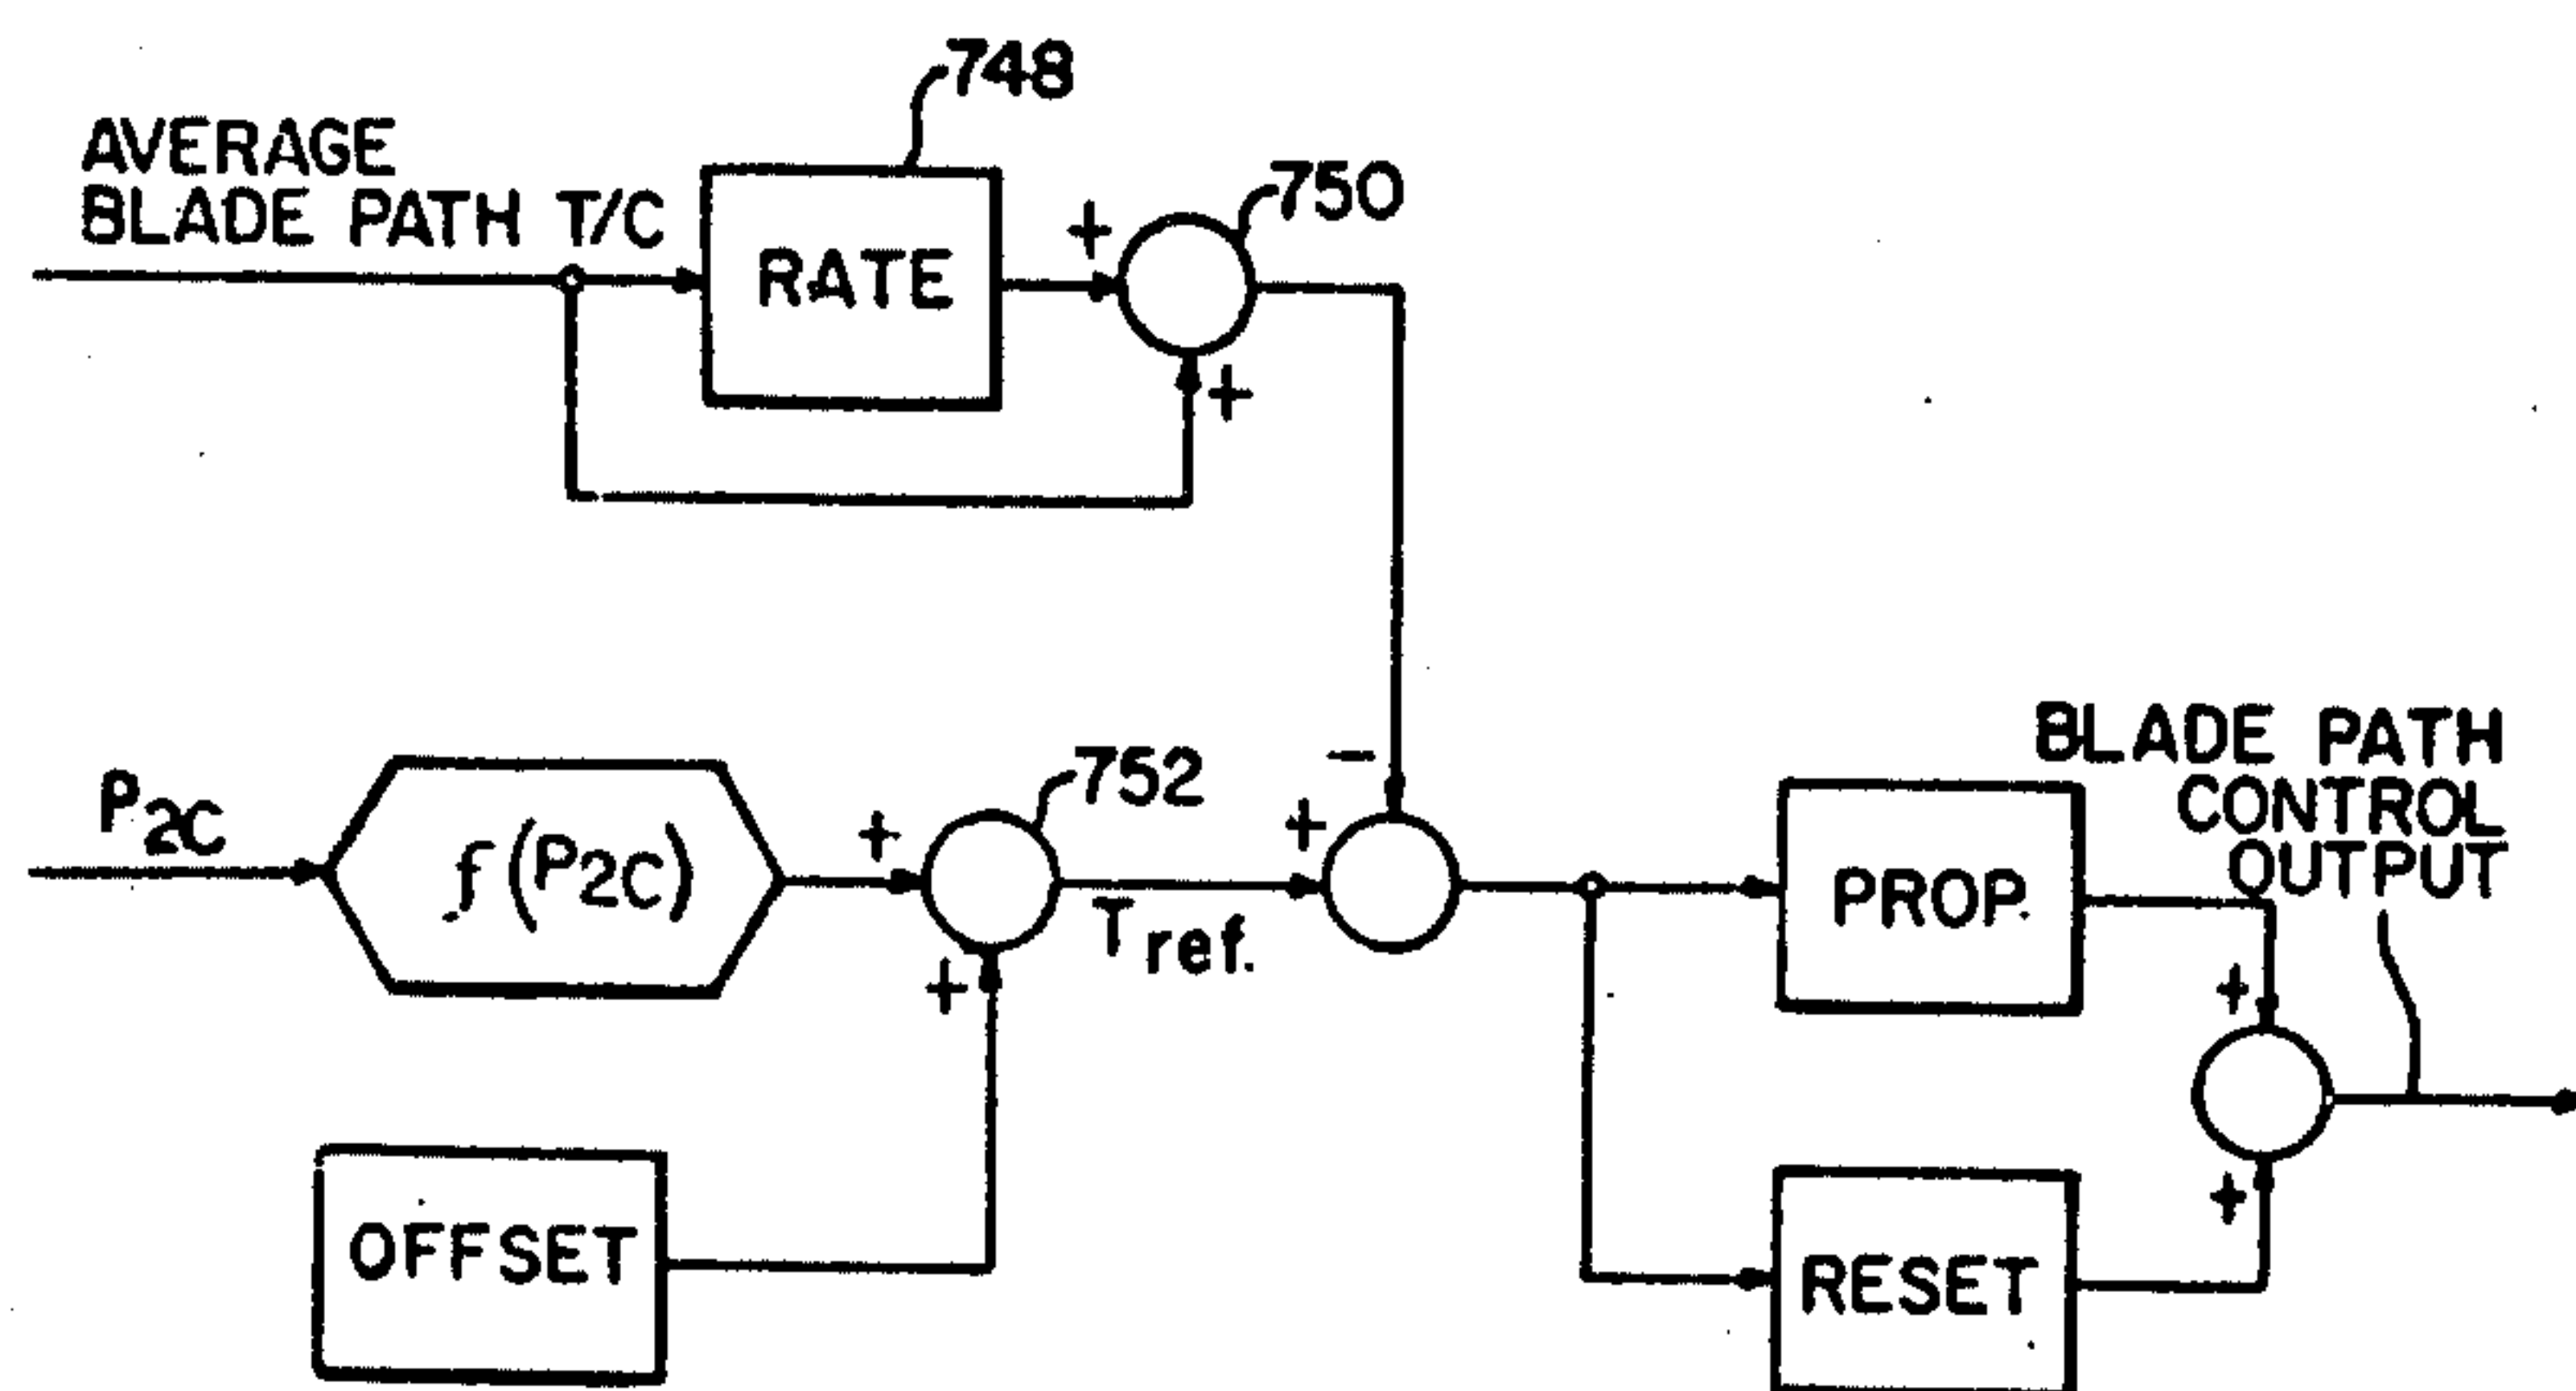 748
AVERAGE
BLADE PATH T/C
750
RATE
+
+
-
BLADE PATH
CONTROL
OUTPUT
P2C
f(P2C)
752
+
+
+
Tref.
PROP.
+
OFFSET
RESET
+